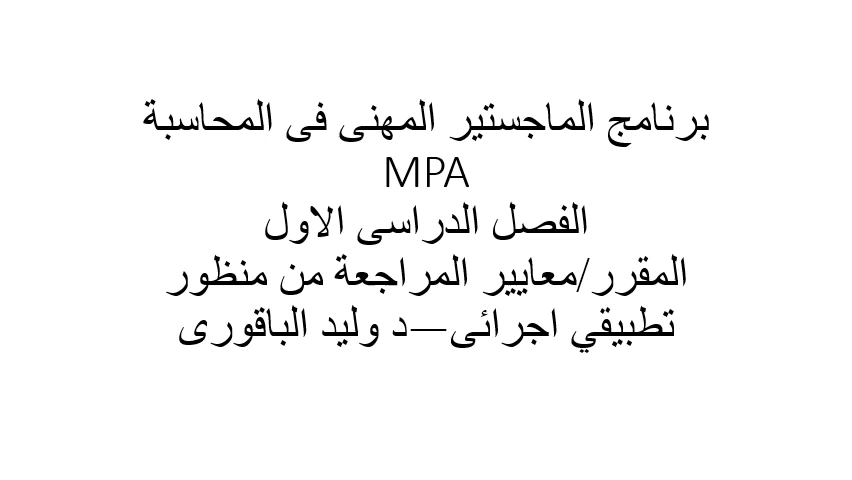 برنامج الماجستير المهنى فى المحاسبة
MPA
الفصل الدراسى الاول
المقرر/معايير المراجعة من منظور
تطبيقي اجرائى—د وليد الباقورى